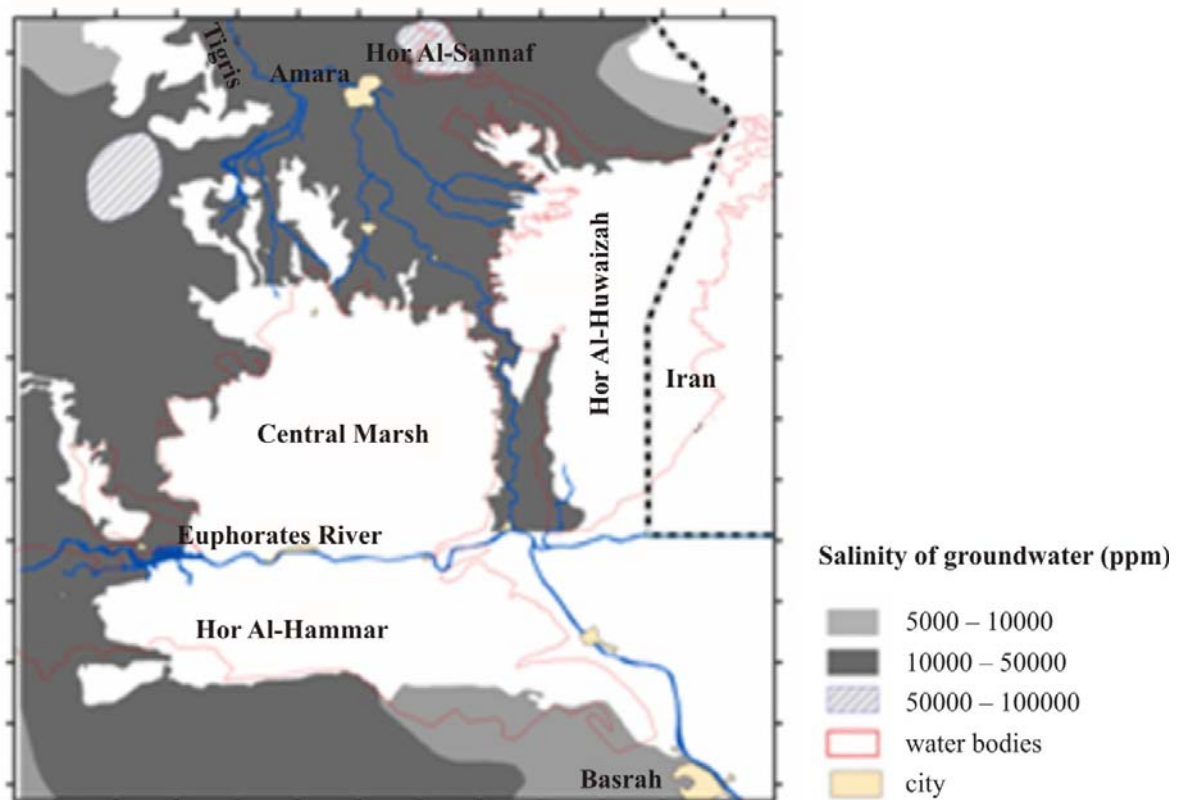 Hor Al-Sannaf
Tigris
Amara
Hor Al-Huwaizah
Iran
Central Marsh
Euphorates River
Hor Al-Hammar
Basrah
Salinity of groundwater (ppm)
5000 – 10000
10000 – 50000
50000 – 100000
water bodies
city